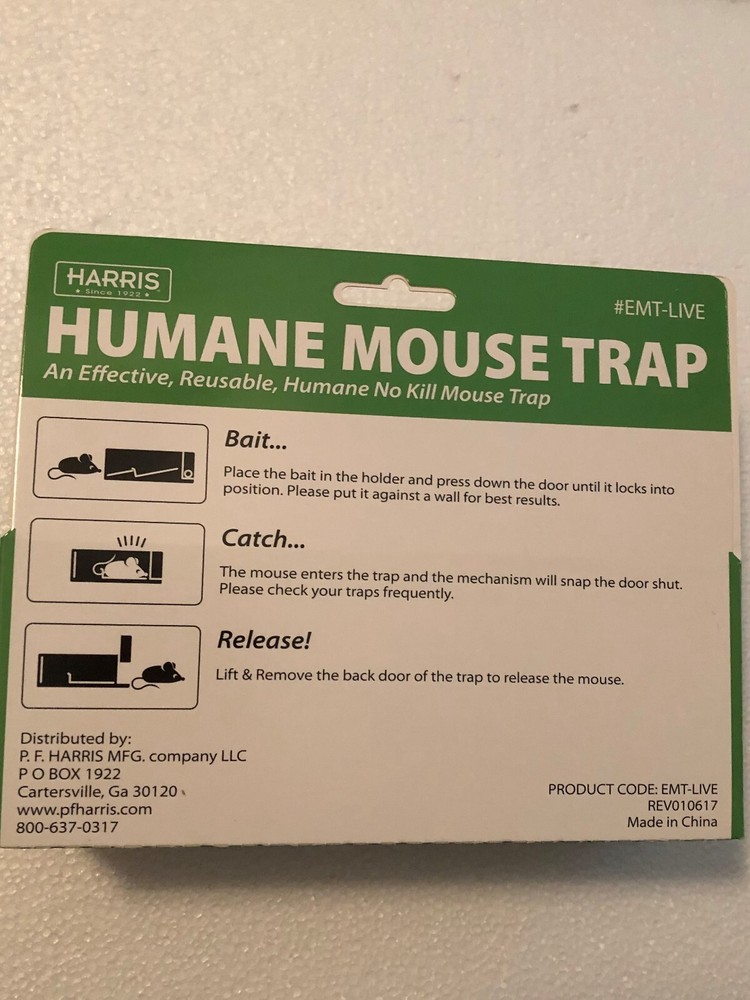 HARRIS
★ Since 1922 ★
#EMT-LIVE
HUMANE MOUSE TRAP
An Effective, Reusable, Humane No Kill Mouse Trap
Bait...
Place the bait in the holder and press down the door until it locks into
position. Please put it against a wall for best results.
Catch...
The mouse enters the trap and the mechanism will snap the door shut.
Please check your traps frequently.
Release!
Lift & Remove the back door of the trap to release the mouse.
Distributed by:
P. F. HARRIS MFG. company LLC
P O BOX 1922
Cartersville, Ga 30120
www.pfharris.com
800-637-0317
PRODUCT CODE: EMT-LIVE
REV010617
Made in China